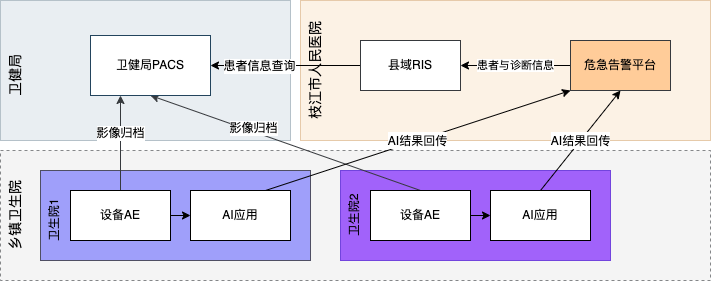 卫健局
卫健局PACS
患者信息查询
枝江市人民医院
县域RIS
患者与诊断信息
危急告警平台
影像归档
影像归档
AI结果回传
AI结果回传
乡镇卫生院
卫生院1
设备AE
AI应用
卫生院2
设备AE
AI应用